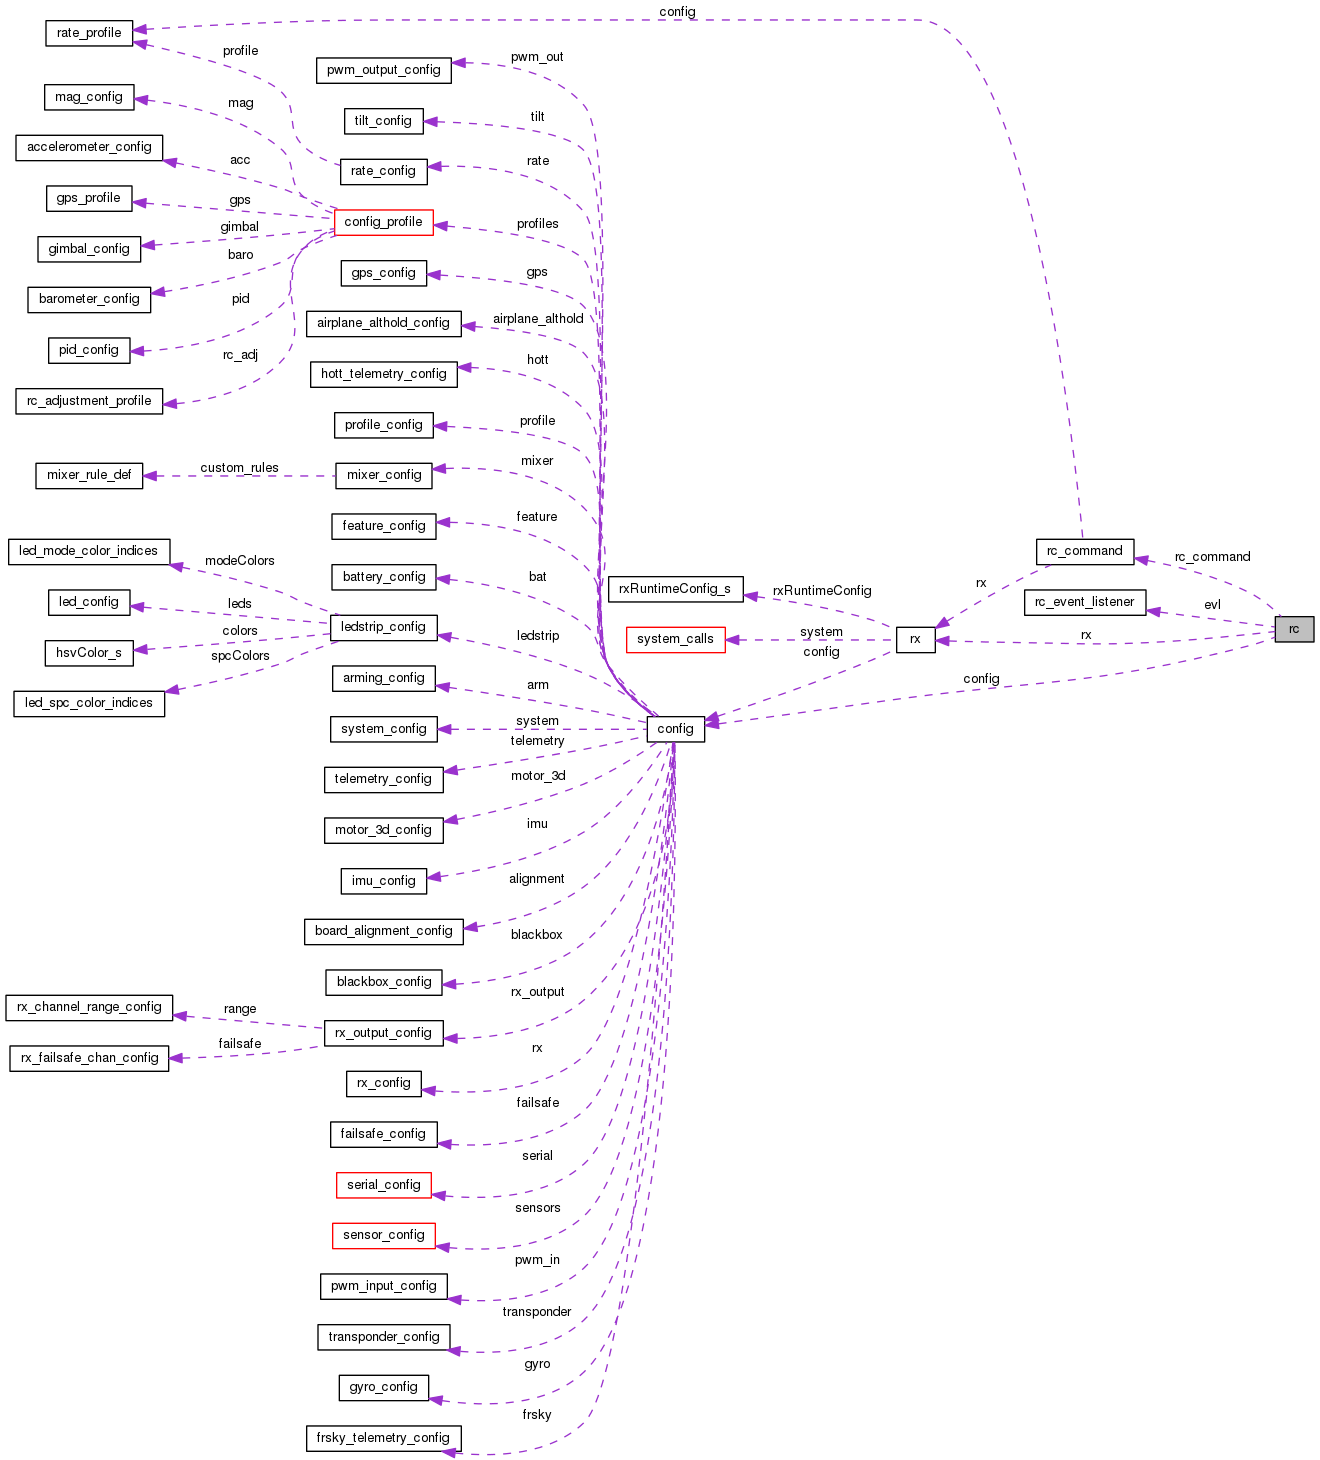 config
rate_profile
profile
pwm_out
pwm_output_config
mag_config
mag
tilt
tilt_config
accelerometer_config
acc
rate
rate_config
gps_profile
gps
config_profile
profiles
gimbal
gimbal_config
baro
gps_config
gps
barometer_config
pid
airplane_althold_config
airplane_althold
pid_config
rc_adj
hott_telemetry_config
hott
rc_adjustment_profile
profile_config
profile
mixer_rule_def
custom_rules
mixer_config
mixer
feature_config
feature
led_mode_color_indices
modeColors
battery_config
bat
rxRuntimeConfig_s
rxRuntimeConfig
rx
rc_command
rc_command
led_config
leds
rc_event_listener
evl
ledstrip_config
ledstrip
colors
hsvColor_s
spcColors
system_calls
system
config
rx
rx
rc
led_spc_color_indices
arming_config
arm
config
system_config
system
config
telemetry
telemetry_config
motor_3d
motor_3d_config
imu
imu_config
alignment
board_alignment_config
blackbox
blackbox_config
rx_output
rx_channel_range_config
range
rx_output_config
failsafe
rx_failsafe_chan_config
rx
rx_config
failsafe
failsafe_config
serial
serial_config
sensors
sensor_config
pwm_in
pwm_input_config
transponder
transponder_config
gyro
gyro_config
frsky
frsky_telemetry_config